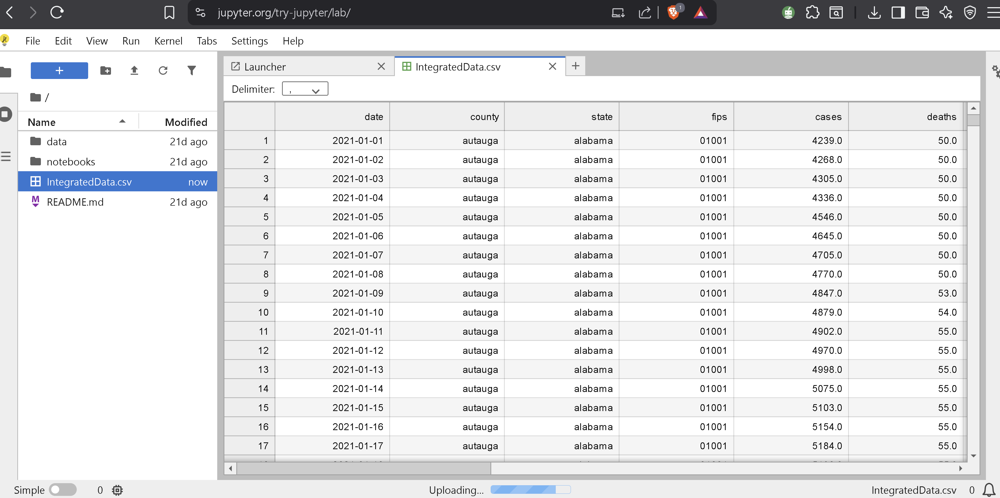 jupyter.org/try-jupyter/lab/
1
File Edit View Run Kernel Tabs Settings Help
+
Launcher
IntegratedData.csv
+
Delimiter: ,
/
Name Modified
data 21d ago
notebooks 21d ago
IntegratedData.csv now
README.md 21d ago
date county state fips cases deaths
1 2021-01-01 autauga alabama 01001 4239.0 50.0
2 2021-01-02 autauga alabama 01001 4268.0 50.0
3 2021-01-03 autauga alabama 01001 4305.0 50.0
4 2021-01-04 autauga alabama 01001 4336.0 50.0
5 2021-01-05 autauga alabama 01001 4546.0 50.0
6 2021-01-06 autauga alabama 01001 4645.0 50.0
7 2021-01-07 autauga alabama 01001 4705.0 50.0
8 2021-01-08 autauga alabama 01001 4770.0 50.0
9 2021-01-09 autauga alabama 01001 4847.0 53.0
10 2021-01-10 autauga alabama 01001 4879.0 54.0
11 2021-01-11 autauga alabama 01001 4902.0 55.0
12 2021-01-12 autauga alabama 01001 4970.0 55.0
13 2021-01-13 autauga alabama 01001 4998.0 55.0
14 2021-01-14 autauga alabama 01001 5075.0 55.0
15 2021-01-15 autauga alabama 01001 5103.0 55.0
16 2021-01-16 autauga alabama 01001 5154.0 55.0
17 2021-01-17 autauga alabama 01001 5184.0 55.0
Simple 0 Uploading... IntegratedData.csv 0